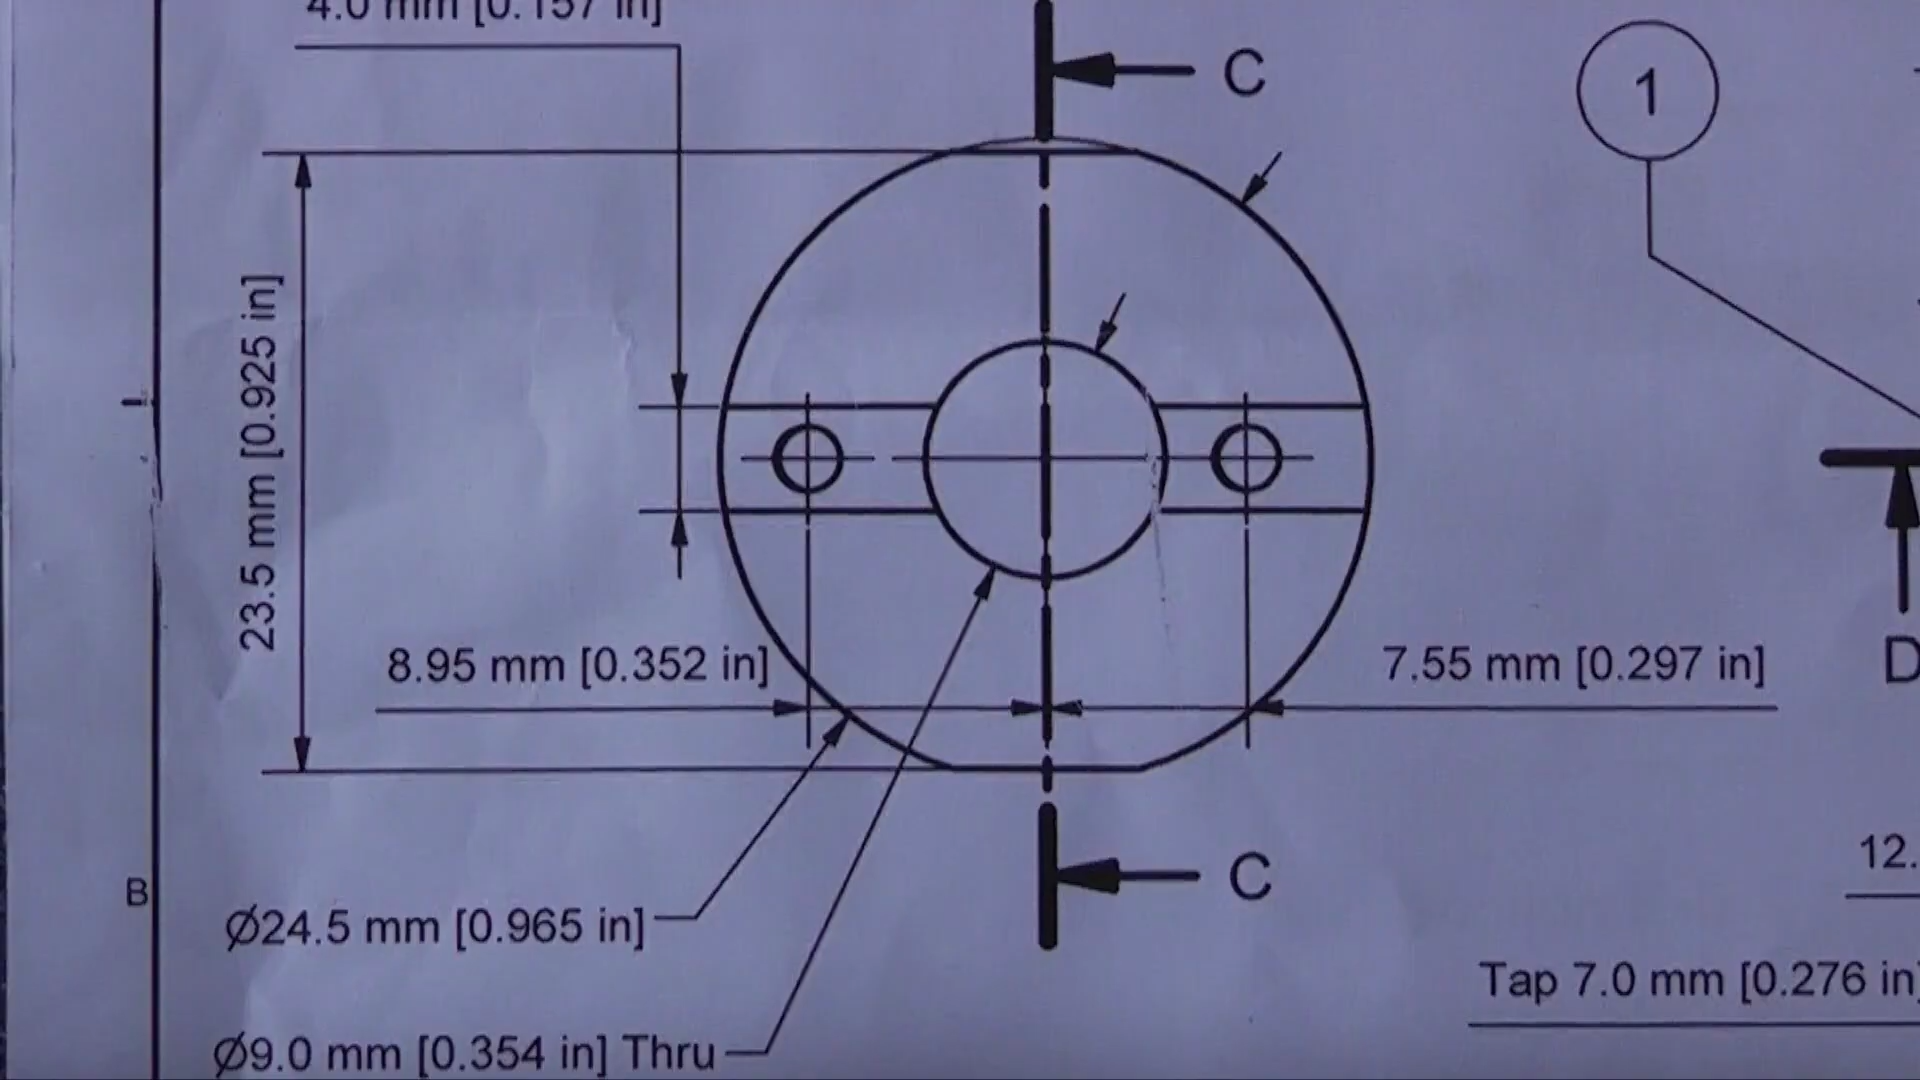 4.0 mm [0.157 in]
C
1
23.5 mm [0.925 in]
8.95 mm [0.352 in]
7.55 mm [0.297 in]
D
12.
B
C
Ø24.5 mm [0.965 in]
Tap 7.0 mm [0.276 in]
Ø9.0 mm [0.354 in] Thru